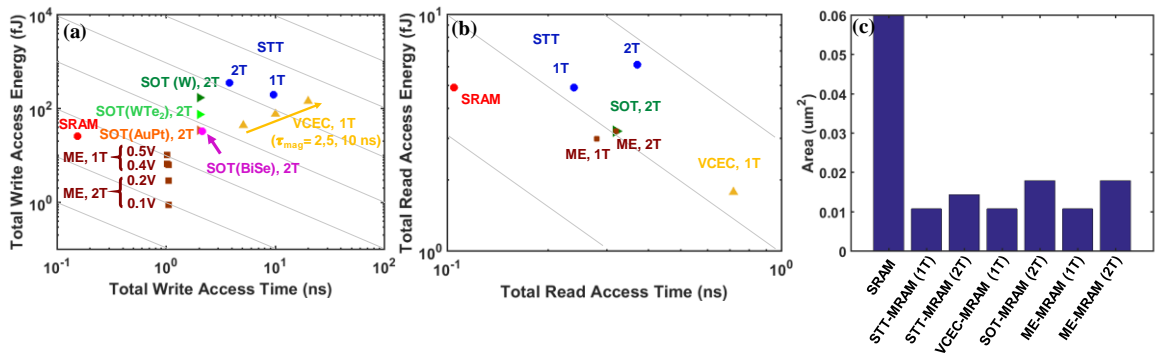 (a)
Total Write Access Energy (fJ)
10^4
10^2
10^0
STT
2T
1T
SOT (W), 2T
SOT(WTe₂), 2T
SRAM
SOT(AuPt), 2T
VCEC, 1T
(τ_mag= 2,5, 10 ns)
ME, 1T
0.5V
0.4V
SOT(BiSe), 2T
ME, 2T
0.2V
0.1V
10^-1
10^0
10^1
10^2
Total Write Access Time (ns)
(b)
Total Read Access Energy (fJ)
10^1
10^0
STT
2T
1T
SRAM
SOT, 2T
ME, 1T
ME, 2T
VCEC, 1T
10^-1
10^0
Total Read Access Time (ns)
(c)
Area (um²)
0.06
0.05
0.04
0.03
0.02
0.01
0
SRAM
STT-MRAM (1T)
STT-MRAM (2T)
VCEC-MRAM (1T)
SOT-MRAM (2T)
ME-MRAM (1T)
ME-MRAM (2T)